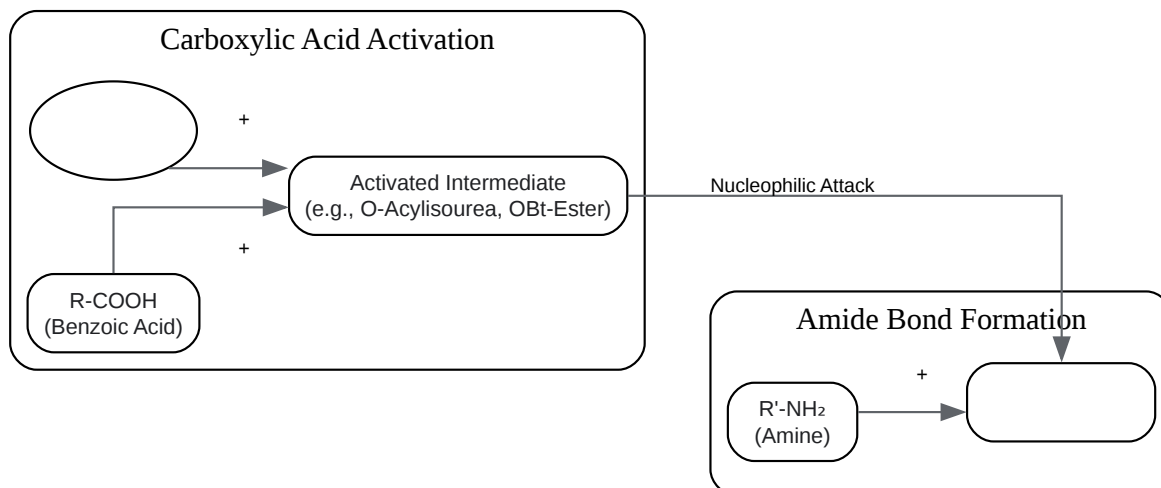 Carboxylic Acid Activation
+
Activated Intermediate
(e.g., O-Acylisourea, OBt-Ester)
Nucleophilic Attack
+
R-COOH
(Benzoic Acid)
Amide Bond Formation
+
R'-NH₂
(Amine)